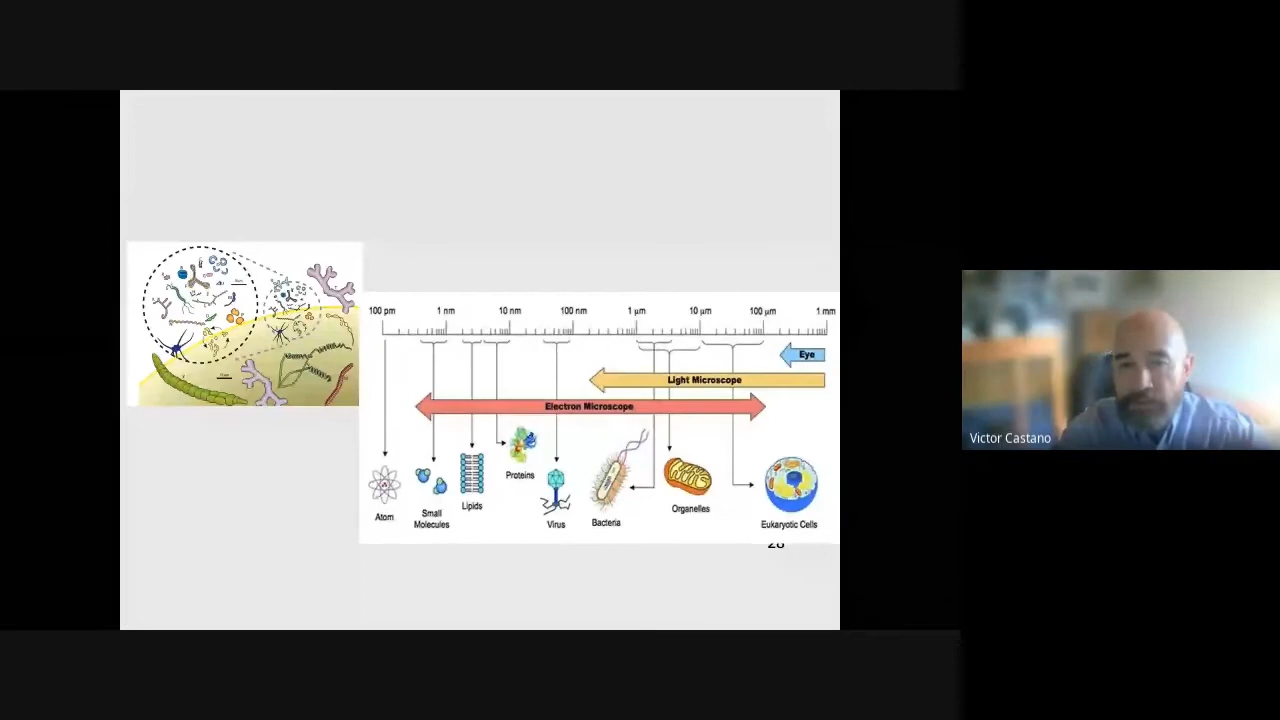 100 pm 1 nm 10 nm 100 nm 1 µm 10 µm 100 µm 1 mm
Eye
Light Microscope
Electron Microscope
Atom
Small
Molecules
Lipids
Proteins
Virus
Bacteria
Organelles
Eukaryotic Cells
Victor Castano